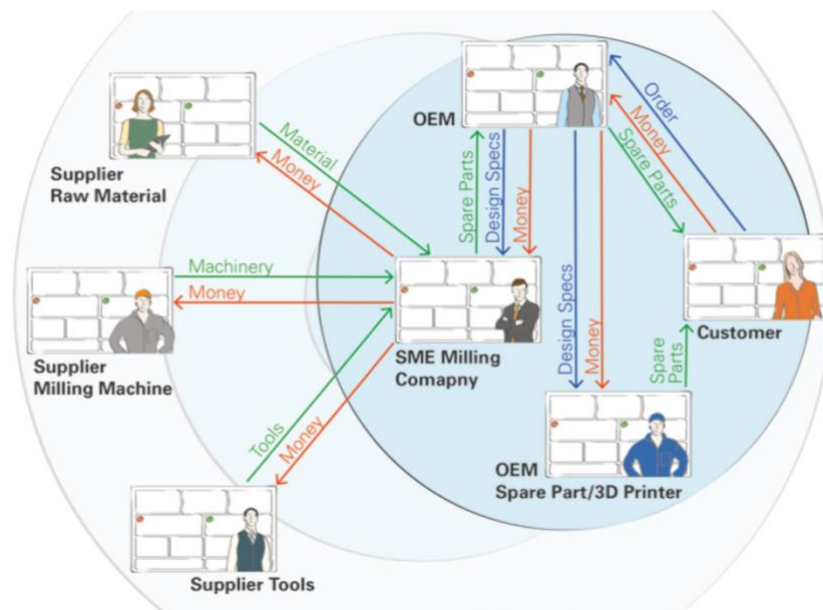 OEM
Order
Money
Spare Parts
Supplier
Raw Material
Material
Money
Spare Parts
Design Specs
Money
Design Specs
Money
Machinery
Money
Supplier
Milling Machine
SME Milling
Comapny
Customer
Spare
Parts
Tools
Money
OEM
Spare Part/3D Printer
Supplier Tools